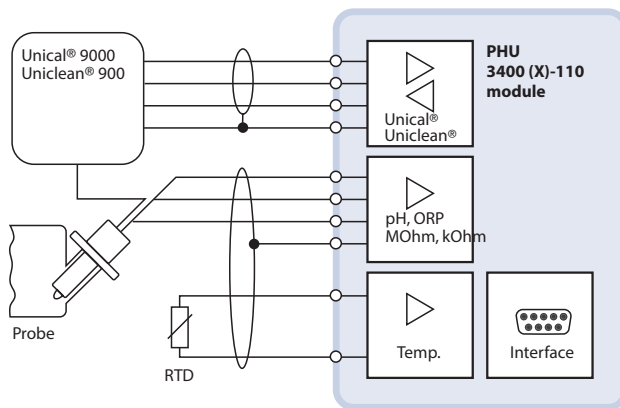 Unical® 9000
Uniclean® 900
PHU
3400 (X)-110
module
Unical®
Uniclean®
pH, ORP
MOhm, kOhm
Probe
RTD
Temp.
Interface